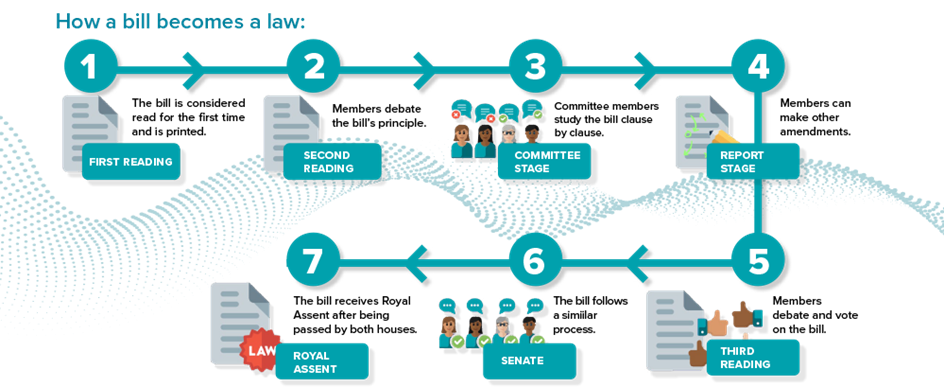 How a bill becomes a law:
1
The bill is considered
read for the first time
and is printed.
FIRST READING
2
Members debate
the bill's principle.
SECOND
READING
3
Committee members
study the bill clause
by clause.
COMMITTEE
STAGE
4
Members can
make other
amendments.
REPORT
STAGE
5
Members
debate and vote
on the bill.
THIRD
READING
6
The bill follows
a simiilar
process.
SENATE
7
The bill receives Royal
Assent after being
passed by both houses.
LAW
ROYAL
ASSENT